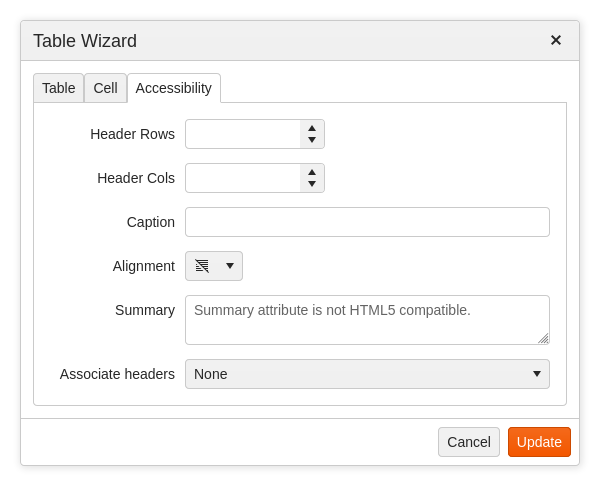 Table Wizard
Table Cell Accessibility
Header Rows
Header Cols
Caption
Alignment
Summary Summary attribute is not HTML5 compatible.
Associate headers None
Cancel Update